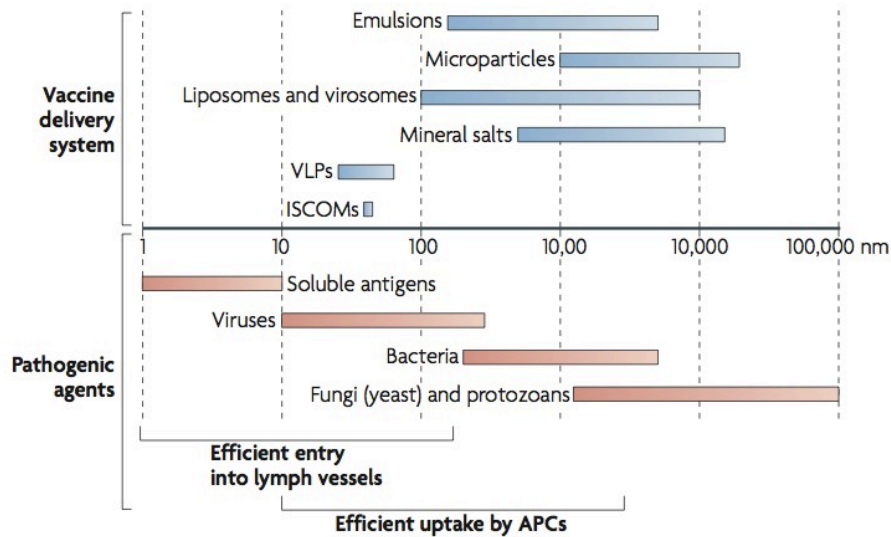 Emulsions
Microparticles
Vaccine
delivery
system
Liposomes and virosomes
Mineral salts
VLPs
ISCOMs
1 10 100 10,00 10,000 100,000 nm
Soluble antigens
Viruses
Pathogenic
agents
Bacteria
Fungi (yeast) and protozoans
Efficient entry
into lymph vessels
Efficient uptake by APCs